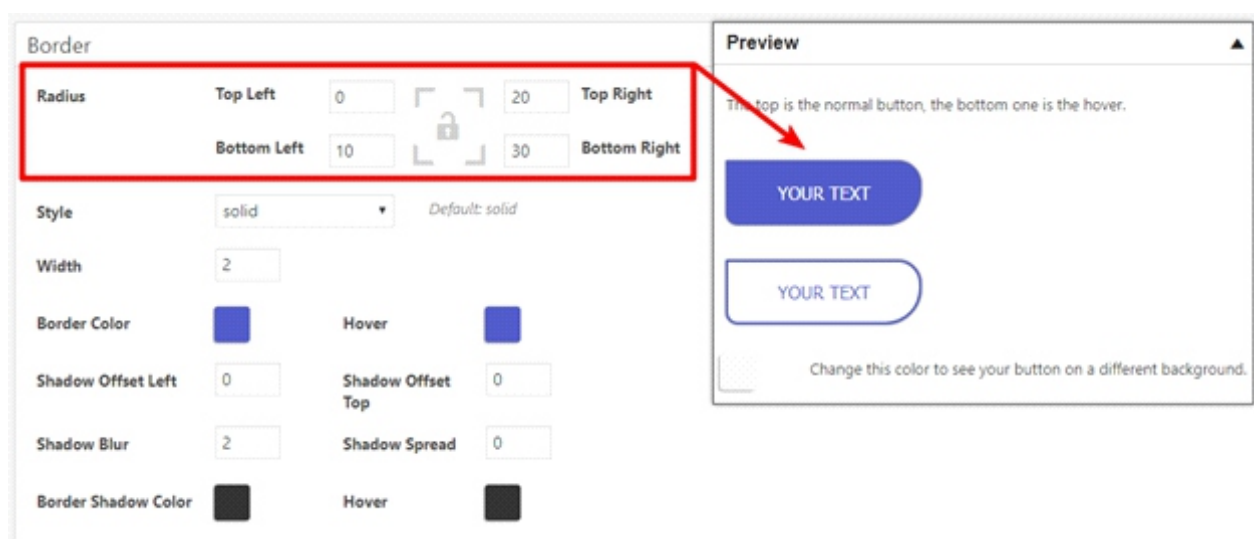 Border
Radius Top Left 0 20 Top Right
Bottom Left 10 30 Bottom Right
Style solid Default: solid
Width 2
Border Color Hover
Shadow Offset Left 0 Shadow Offset Top 0
Shadow Blur 2 Shadow Spread 0
Border Shadow Color Hover
Preview
The top is the normal button, the bottom one is the hover.
YOUR TEXT
YOUR TEXT
Change this color to see your button on a different background.